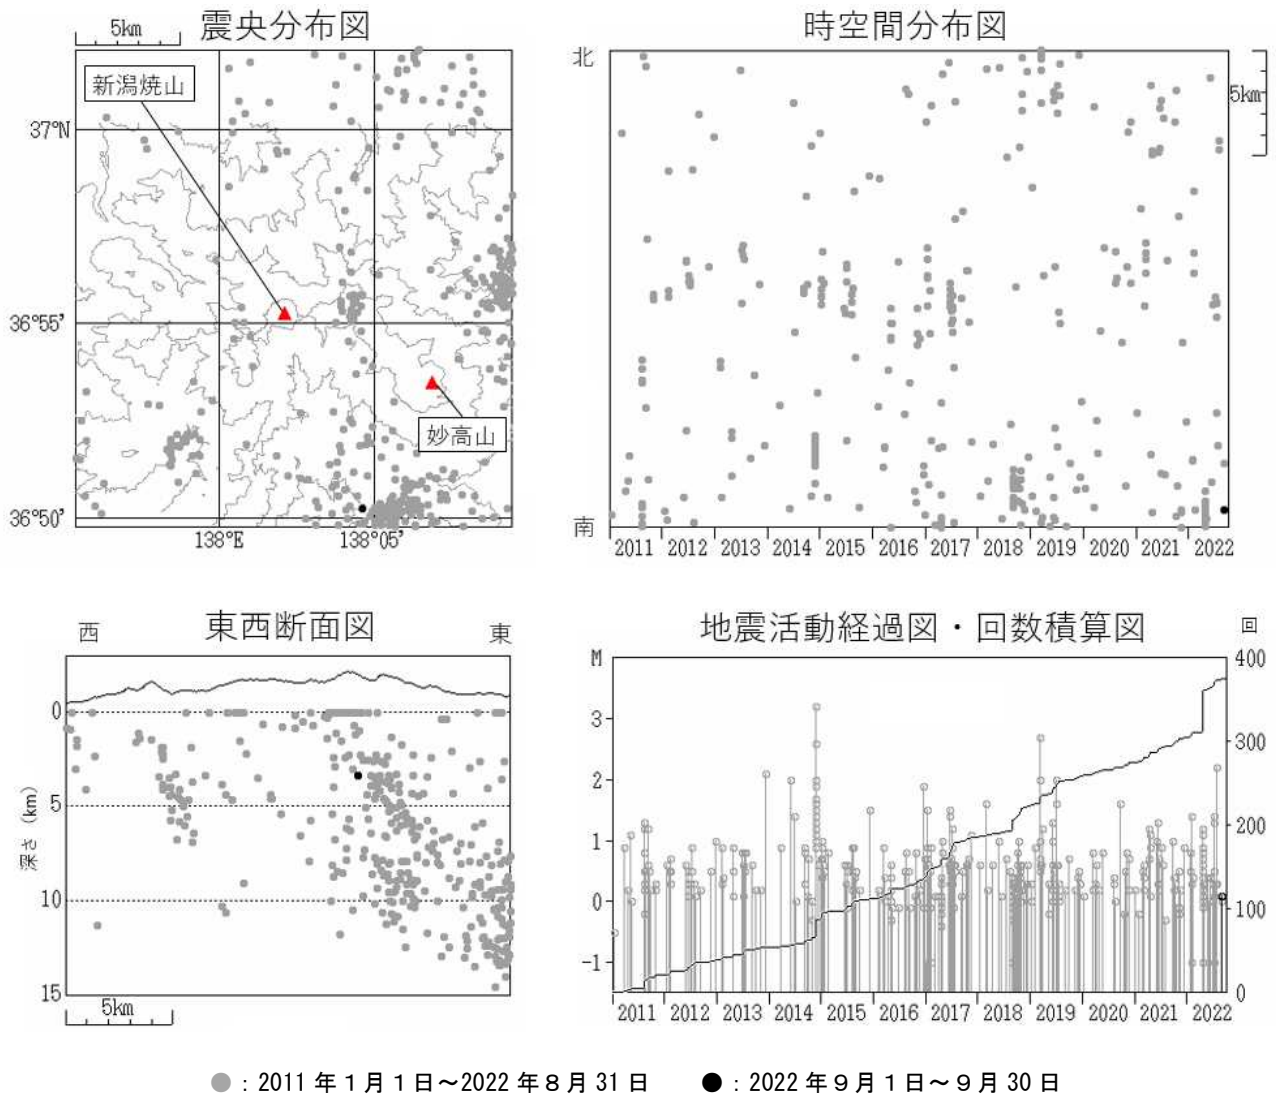 震央分布図
5km
新潟焼山
37°N
36°55'
妙高山
36°50'
138°E
138°05'
時空間分布図
北
5km
南
2011 2012 2013 2014 2015 2016 2017 2018 2019 2020 2021 2022
東西断面図
西
東
0
5
10
15
深さ (km)
5km
地震活動経過図・回数積算図
M
回
3
2
1
0
-1
400
300
200
100
0
2011 2012 2013 2014 2015 2016 2017 2018 2019 2020 2021 2022
●:2011年1月1日~2022年8月31日 ●:2022年9月1日~9月30日